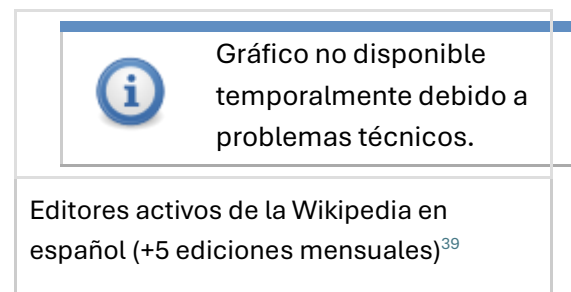 Gráfico no disponible
temporalmente debido a
problemas técnicos.
Editores activos de la Wikipedia en
español (+5 ediciones mensuales)39